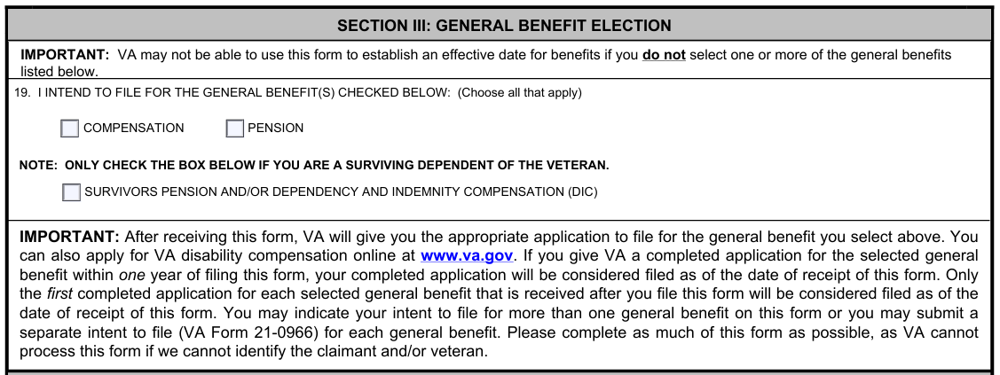 SECTION III: GENERAL BENEFIT ELECTION
IMPORTANT: VA may not be able to use this form to establish an effective date for benefits if you do not select one or more of the general benefits
listed below.
19. I INTEND TO FILE FOR THE GENERAL BENEFIT(S) CHECKED BELOW: (Choose all that apply)
COMPENSATION PENSION
NOTE: ONLY CHECK THE BOX BELOW IF YOU ARE A SURVIVING DEPENDENT OF THE VETERAN.
SURVIVORS PENSION AND/OR DEPENDENCY AND INDEMNITY COMPENSATION (DIC)
IMPORTANT: After receiving this form, VA will give you the appropriate application to file for the general benefit you select above. You
can also apply for VA disability compensation online at www.va.gov. If you give VA a completed application for the selected general
benefit within one year of filing this form, your completed application will be considered filed as of the date of receipt of this form. Only
the first completed application for each selected general benefit that is received after you file this form will be considered filed as of the
date of receipt of this form. You may indicate your intent to file for more than one general benefit on this form or you may submit a
separate intent to file (VA Form 21-0966) for each general benefit. Please complete as much of this form as possible, as VA cannot
process this form if we cannot identify the claimant and/or veteran.